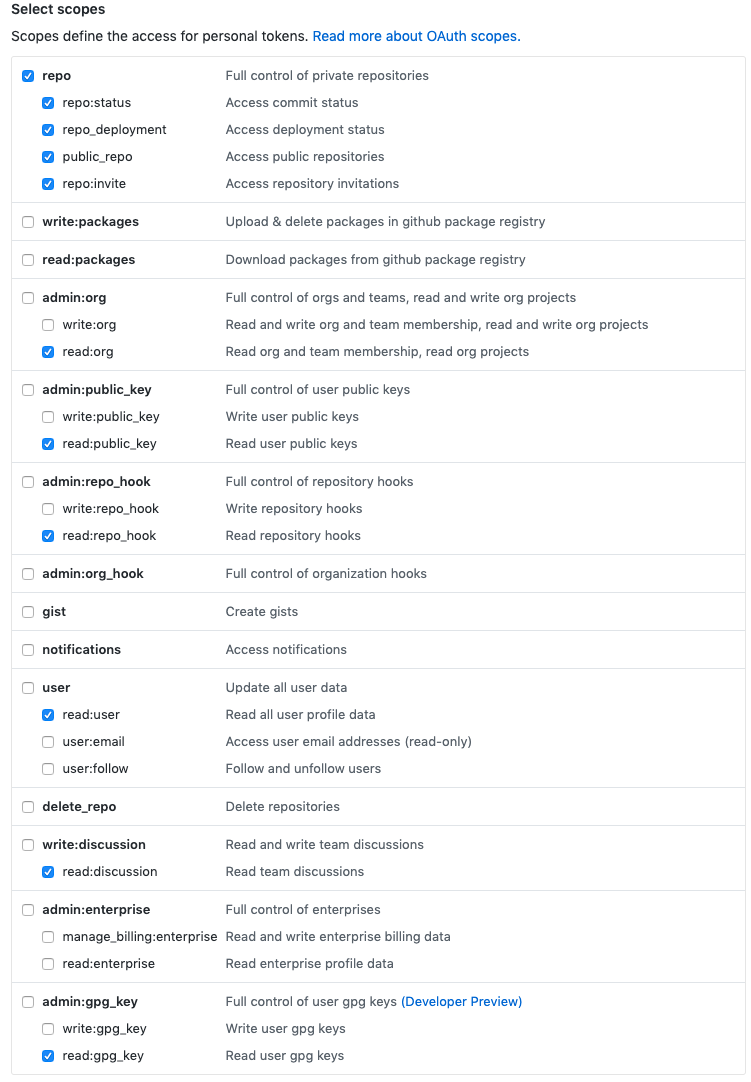 Select scopes
Scopes define the access for personal tokens. Read more about OAuth scopes.
repo Full control of private repositories
repo:status Access commit status
repo_deployment Access deployment status
public_repo Access public repositories
repo:invite Access repository invitations
write:packages Upload & delete packages in github package registry
read:packages Download packages from github package registry
admin:org Full control of orgs and teams, read and write org projects
write:org Read and write org and team membership, read and write org projects
read:org Read org and team membership, read org projects
admin:public_key Full control of user public keys
write:public_key Write user public keys
read:public_key Read user public keys
admin:repo_hook Full control of repository hooks
write:repo_hook Write repository hooks
read:repo_hook Read repository hooks
admin:org_hook Full control of organization hooks
gist Create gists
notifications Access notifications
user Update all user data
read:user Read all user profile data
user:email Access user email addresses (read-only)
user:follow Follow and unfollow users
delete_repo Delete repositories
write:discussion Read and write team discussions
read:discussion Read team discussions
admin:enterprise Full control of enterprises
manage_billing:enterprise Read and write enterprise billing data
read:enterprise Read enterprise profile data
admin:gpg_key Full control of user gpg keys (Developer Preview)
write:gpg_key Write user gpg keys
read:gpg_key Read user gpg keys